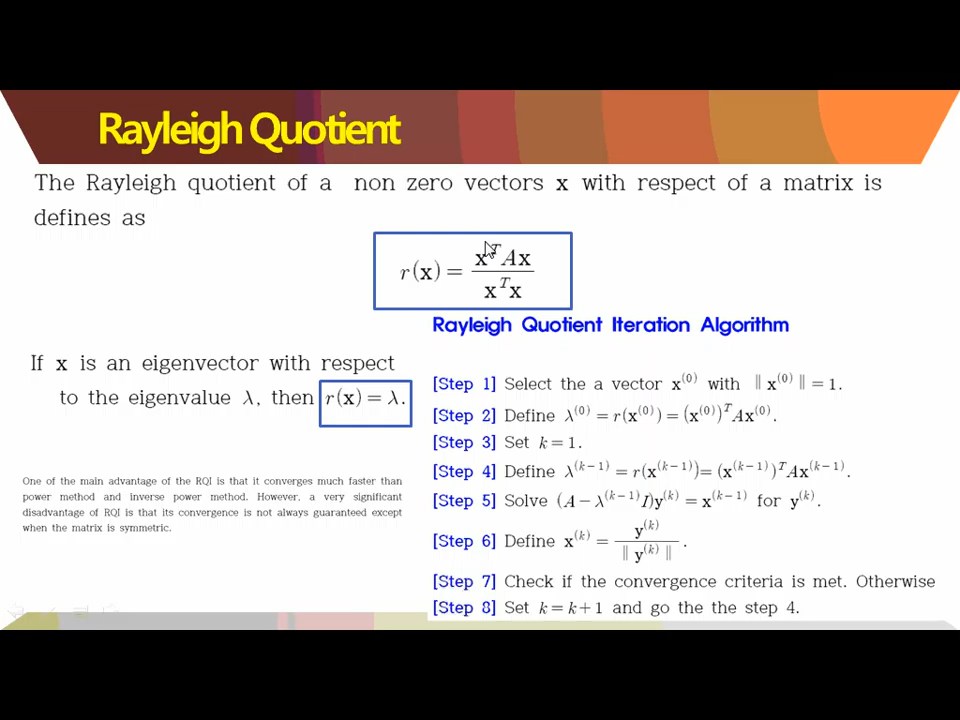 Rayleigh Quotient
The Rayleigh quotient of a non zero vectors x with respect of a matrix is
defines as
r(x) = x^T Ax / x^T x
If x is an eigenvector with respect
to the eigenvalue λ, then r(x) = λ.
One of the main advantage of the RQI is that it converges much faster than
power method and inverse power method. However, a very significant
disadvantage of RQI is that its convergence is not always guaranteed except
when the matrix is symmetric.
Rayleigh Quotient Iteration Algorithm
[Step 1] Select the a vector x^(0) with ∥ x^(0) ∥ = 1.
[Step 2] Define λ^(0) = r(x^(0)) = (x^(0))^T Ax^(0).
[Step 3] Set k = 1.
[Step 4] Define λ^(k−1) = r(x^(k−1)) = (x^(k−1))^T Ax^(k−1).
[Step 5] Solve (A − λ^(k−1) I)y^(k) = x^(k−1) for y^(k).
[Step 6] Define x^(k) = y^(k) / ∥ y^(k) ∥.
[Step 7] Check if the convergence criteria is met. Otherwise
[Step 8] Set k = k + 1 and go the the step 4.